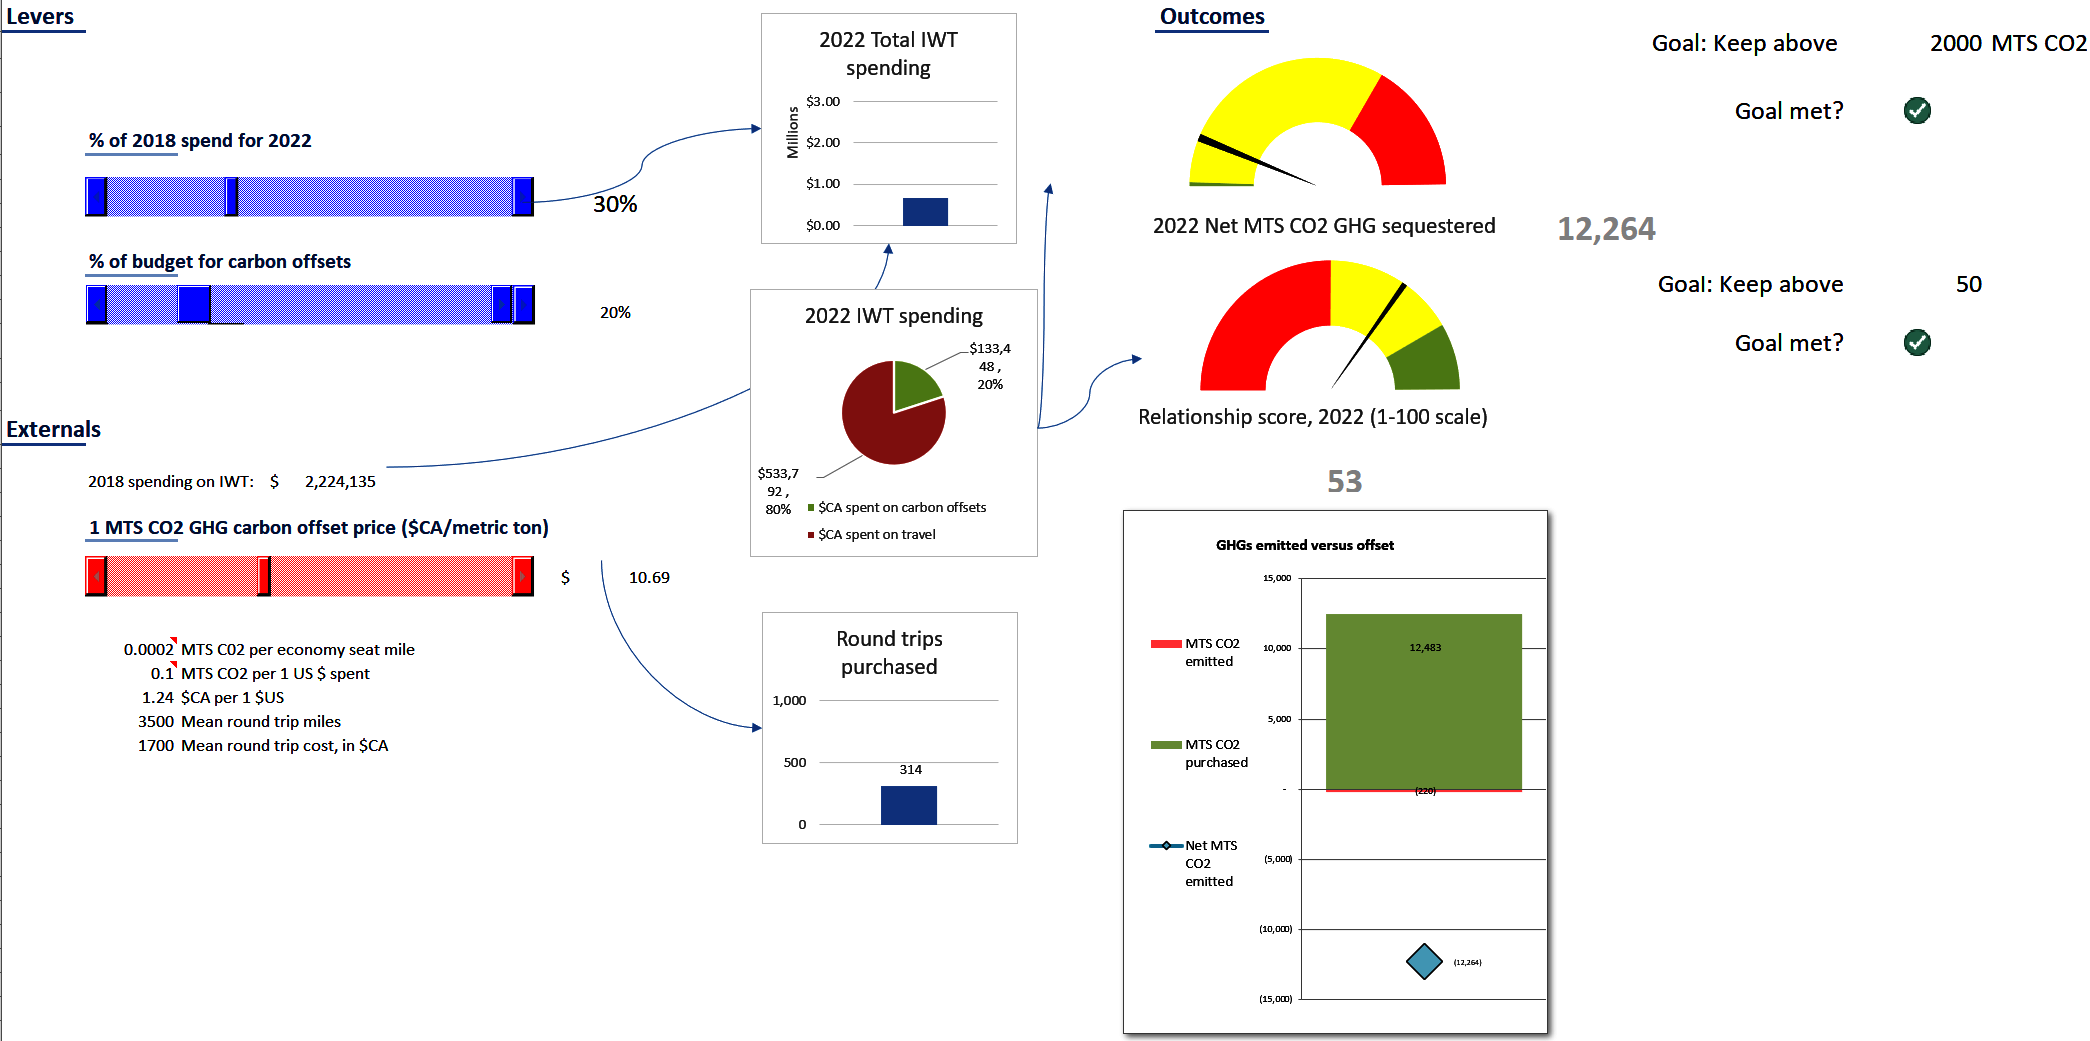 Levers
% of 2018 spend for 2022
30%
% of budget for carbon offsets
20%
Externals
2018 spending on IWT: $ 2,224,135
1 MTS CO2 GHG carbon offset price ($CA/metric ton)
$ 10.69
0.0002 MTS C02 per economy seat mile
0.1 MTS CO2 per 1 US $ spent
1.24 $CA per 1 $US
3500 Mean round trip miles
1700 Mean round trip cost, in $CA
2022 Total IWT
spending
Millions
$3.00
$2.00
$1.00
$0.00
2022 IWT spending
$133,4
48 ,
20%
$533,7
92 ,
80%
$CA spent on carbon offsets
$CA spent on travel
Round trips
purchased
1,000
500
314
0
Outcomes
Goal: Keep above 2000 MTS CO2
Goal met?
2022 Net MTS CO2 GHG sequestered
12,264
Goal: Keep above 50
Goal met?
Relationship score, 2022 (1-100 scale)
53
GHGs emitted versus offset
15,000
10,000
5,000
-
(5,000)
(10,000)
(15,000)
MTS CO2
emitted
MTS CO2
purchased
Net MTS
CO2
emitted
12,483
(220)
(12,264)